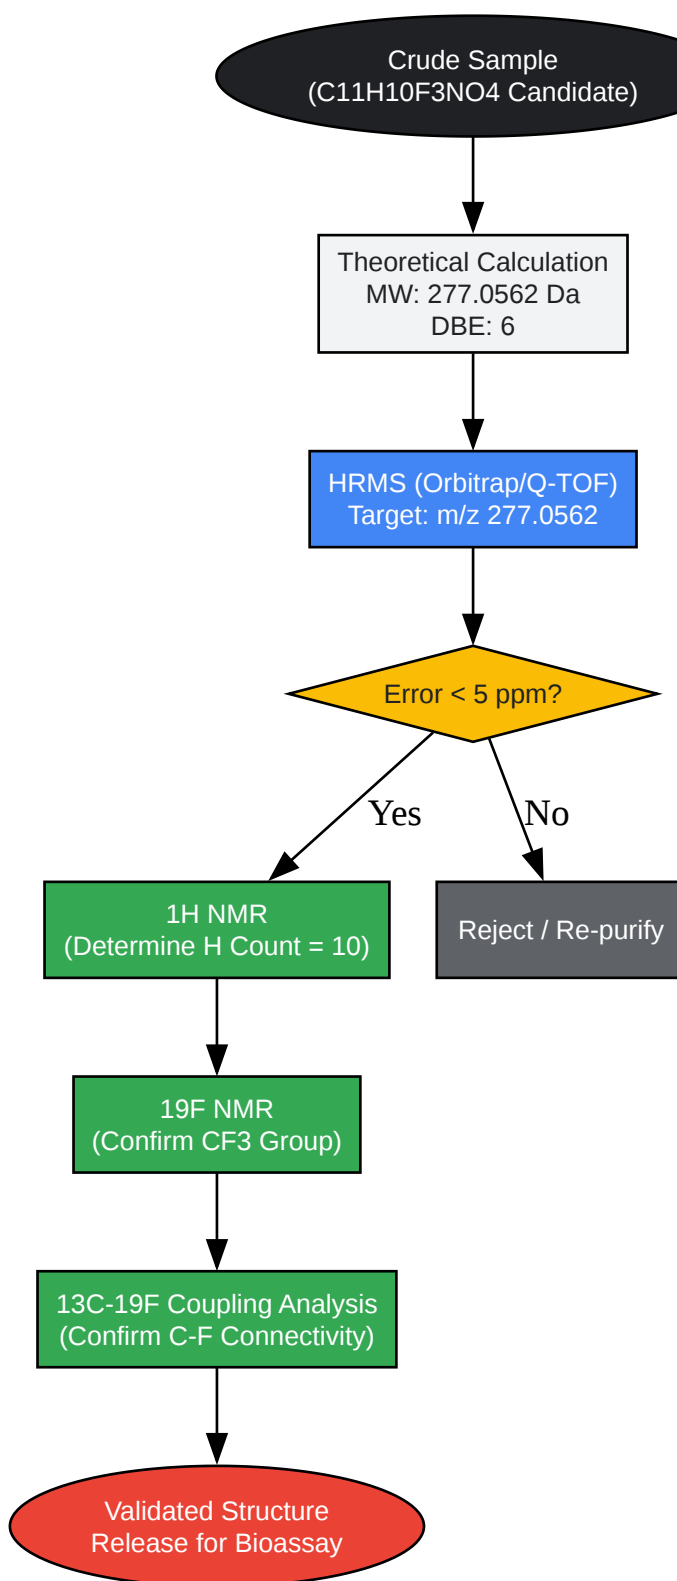 Crude Sample
(C11H10F3NO4 Candidate)
Theoretical Calculation
MW: 277.0562 Da
DBE: 6
HRMS (Orbitrap/Q-TOF)
Target: m/z 277.0562
Error < 5 ppm?
Yes
No
1H NMR
(Determine H Count = 10)
Reject / Re-purify
19F NMR
(Confirm CF3 Group)
13C-19F Coupling Analysis
(Confirm C-F Connectivity)
Validated Structure
Release for Bioassay